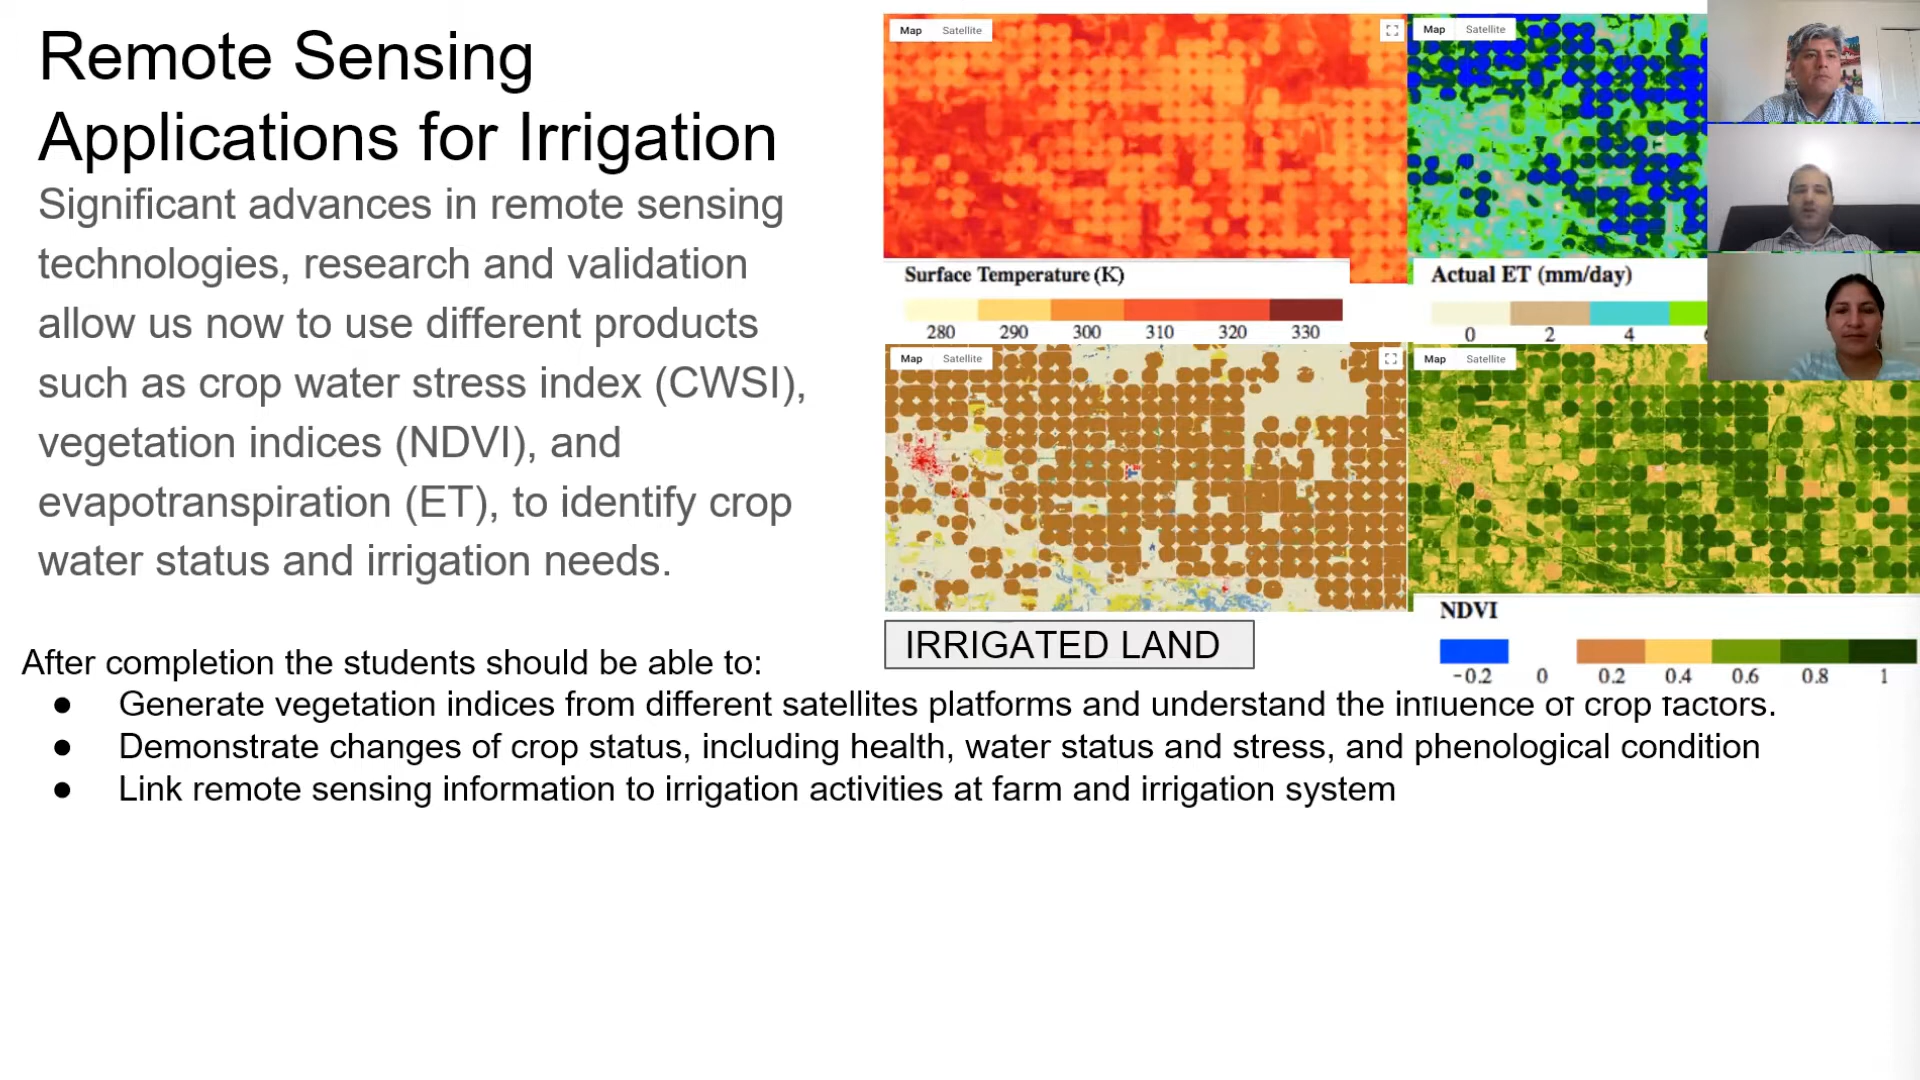 Remote Sensing
Applications for Irrigation
Significant advances in remote sensing
technologies, research and validation
allow us now to use different products
such as crop water stress index (CWSI),
vegetation indices (NDVI), and
evapotranspiration (ET), to identify crop
water status and irrigation needs.
Map Satellite
Surface Temperature (K)
280 290 300 310 320 330
Map Satellite
Actual ET (mm/day)
0 2 4
Map Satellite
IRRIGATED LAND
Map Satellite
NDVI
-0.2 0 0.2 0.4 0.6 0.8 1
After completion the students should be able to:
● Generate vegetation indices from different satellites platforms and understand the influence of crop factors.
● Demonstrate changes of crop status, including health, water status and stress, and phenological condition
● Link remote sensing information to irrigation activities at farm and irrigation system